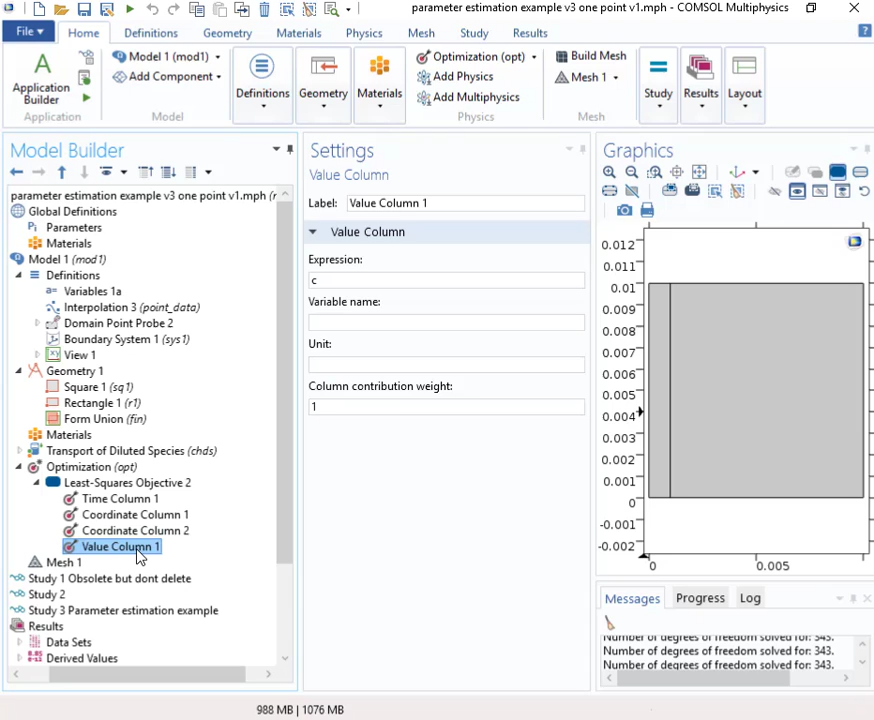 parameter estimation example v3 one point v1.mph - COMSOL Multiphysics
File
Home
Definitions
Geometry
Materials
Physics
Mesh
Study
Results
A
Application Builder
Application
Model 1 (mod1)
Add Component
Model
Definitions
Geometry
Materials
Optimization (opt)
Add Physics
Add Multiphysics
Physics
Build Mesh
Mesh 1
Mesh
Study
Results
Layout
Model Builder
parameter estimation example v3 one point v1.mph (r
Global Definitions
Pi Parameters
Materials
Model 1 (mod1)
Definitions
a= Variables 1a
Interpolation 3 (point_data)
Domain Point Probe 2
Boundary System 1 (sys1)
View 1
Geometry 1
Square 1 (sq1)
Rectangle 1 (r1)
Form Union (fin)
Materials
Transport of Diluted Species (chds)
Optimization (opt)
Least-Squares Objective 2
Time Column 1
Coordinate Column 1
Coordinate Column 2
Value Column 1
Mesh 1
Study 1 Obsolete but dont delete
Study 2
Study 3 Parameter estimation example
Results
Data Sets
Derived Values
Settings
Value Column
Label: Value Column 1
Value Column
Expression:
c
Variable name:
Unit:
Column contribution weight:
1
Graphics
0.012
0.011
0.01
0.009
0.008
0.007
0.006
0.005
0.004
0.003
0.002
0.001
0
-0.001
-0.002
0
0.005
Messages
Progress
Log
Number of degrees of freedom solved for: 343.
Number of degrees of freedom solved for: 343.
Number of degrees of freedom solved for: 343.
988 MB | 1076 MB